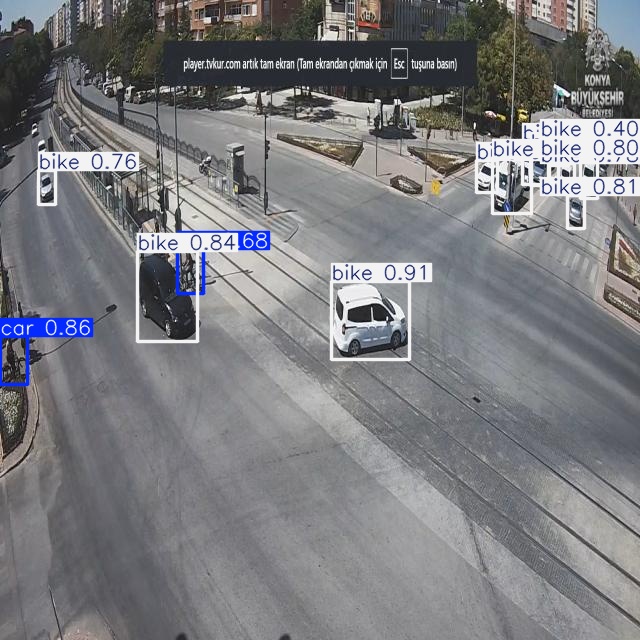 player.tvkur.com artık tam ekran (Tam ekrandan çıkmak için Esc tuşuna basın)
KONYA
BÜYÜKŞEHİR
BELEDİYESİ
bike 0.40
bike 0.80
bike 0.76
bike 0.81
bike 0.84
68
bike 0.91
car 0.86